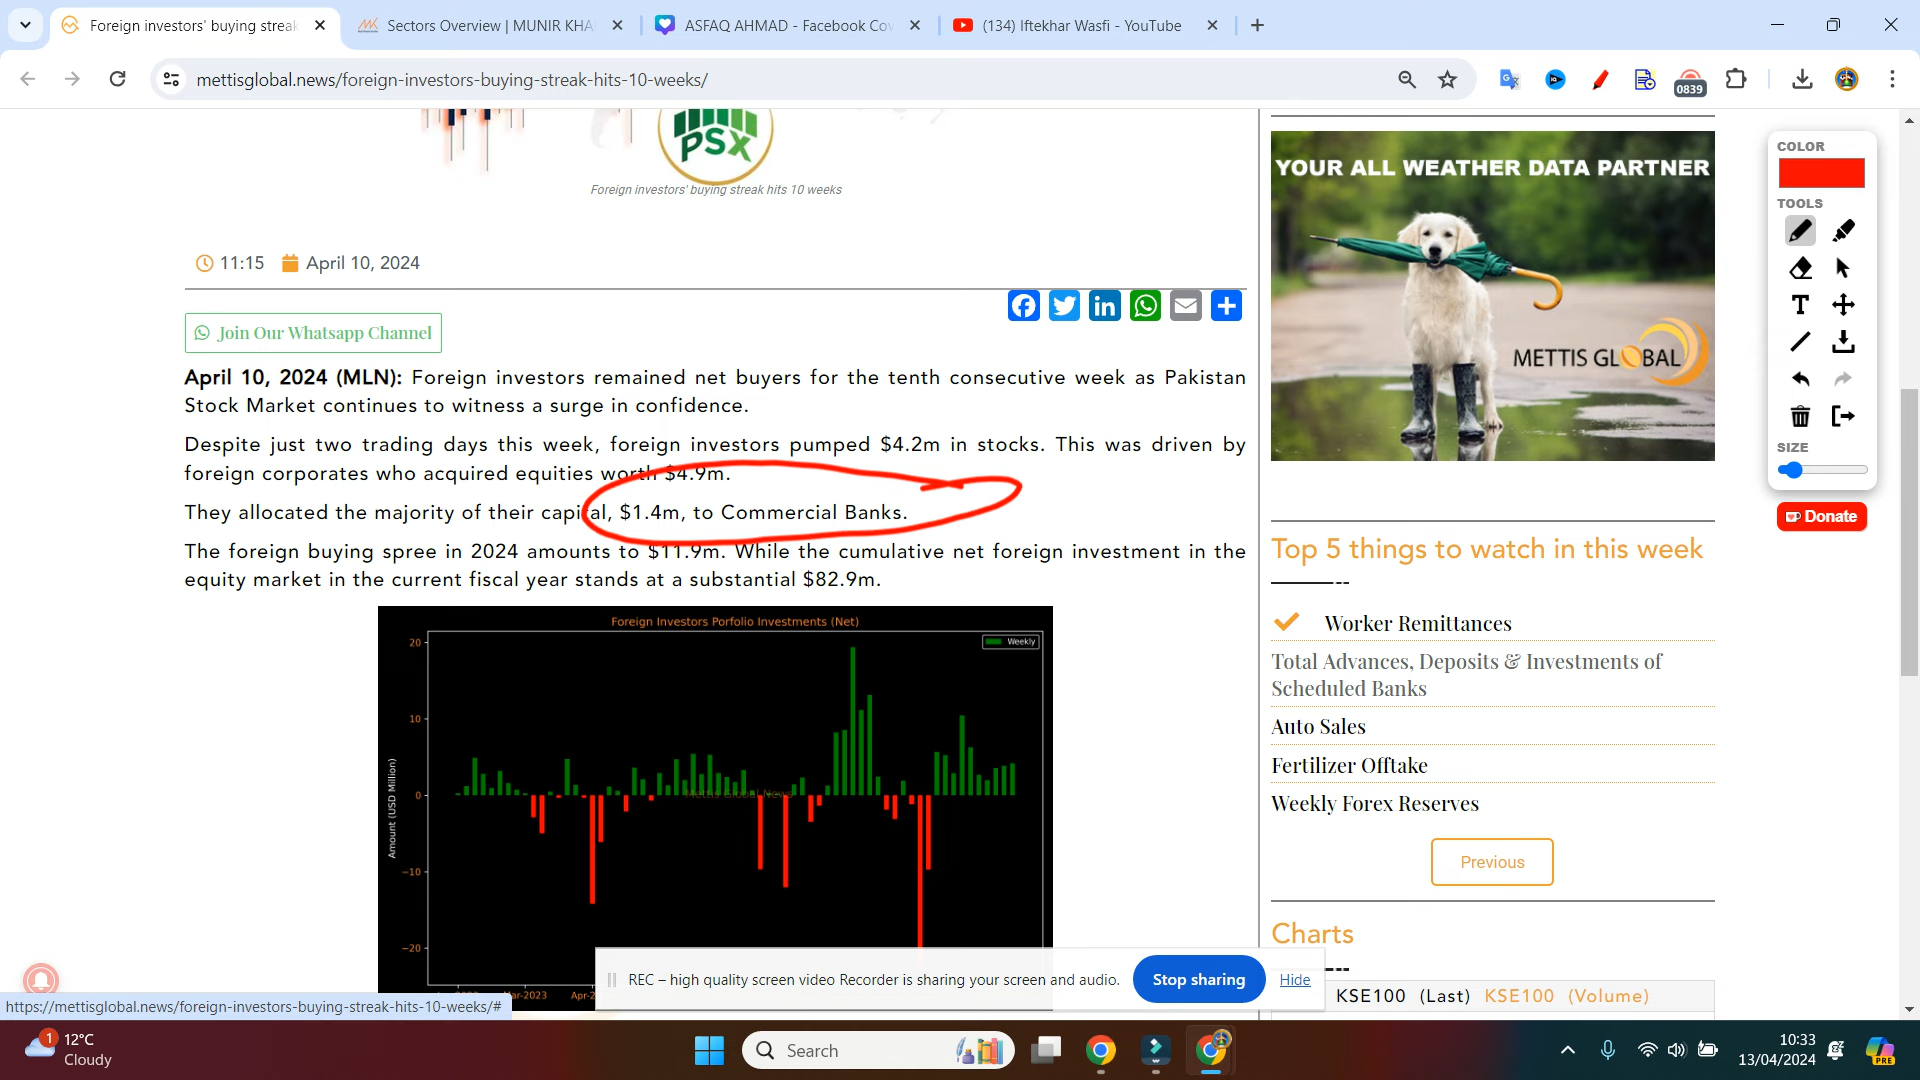 Foreign investors' buying streak
Sectors Overview | MUNIR KHA
ASFAQ AHMAD - Facebook Cov
(134) Iftekhar Wasfi - YouTube
mettisglobal.news/foreign-investors-buying-streak-hits-10-weeks/
0839
PSX
Foreign investors' buying streak hits 10 weeks
11:15 April 10, 2024
Join Our Whatsapp Channel
April 10, 2024 (MLN): Foreign investors remained net buyers for the tenth consecutive week as Pakistan
Stock Market continues to witness a surge in confidence.
Despite just two trading days this week, foreign investors pumped $4.2m in stocks. This was driven by
foreign corporates who acquired equities worth $4.9m.
They allocated the majority of their capital, $1.4m, to Commercial Banks.
The foreign buying spree in 2024 amounts to $11.9m. While the cumulative net foreign investment in the
equity market in the current fiscal year stands at a substantial $82.9m.
Foreign Investors Porfolio Investments (Net)
Weekly
20
10
0
−10
−20
Amount (USD Million)
Mettis Global News
YOUR ALL WEATHER DATA PARTNER
METTIS GLOBAL
Top 5 things to watch in this week
Worker Remittances
Total Advances, Deposits & Investments of
Scheduled Banks
Auto Sales
Fertilizer Offtake
Weekly Forex Reserves
Previous
Charts
KSE100 (Last) KSE100 (Volume)
COLOR
TOOLS
T
SIZE
Donate
REC – high quality screen video Recorder is sharing your screen and audio. Stop sharing Hide
https://mettisglobal.news/foreign-investors-buying-streak-hits-10-weeks/#
1
12°C
Cloudy
Search
10:33
13/04/2024
PRE